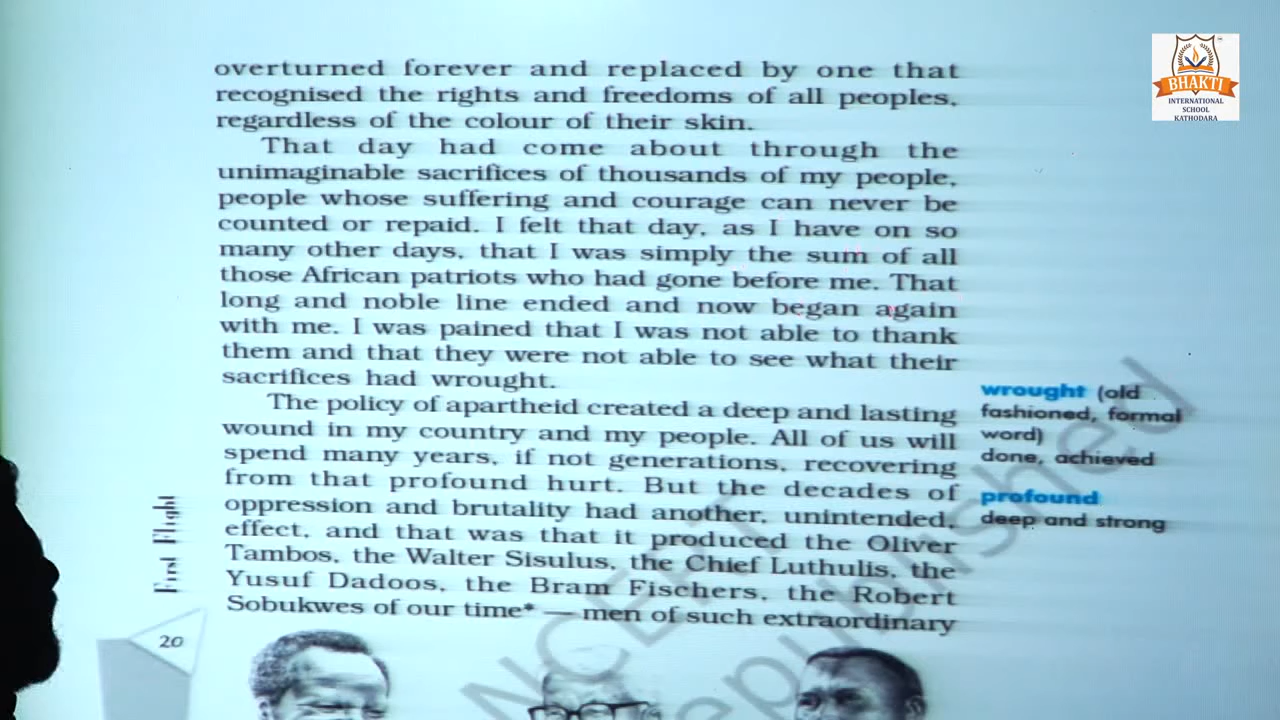 overturned forever and replaced by one that
recognised the rights and freedoms of all peoples,
regardless of the colour of their skin.
That day had come about through the
unimaginable sacrifices of thousands of my people,
people whose suffering and courage can never be
counted or repaid. I felt that day, as I have on so
many other days, that I was simply the sum of all
those African patriots who had gone before me. That
long and noble line ended and now began again
with me. I was pained that I was not able to thank
them and that they were not able to see what their
sacrifices had wrought.
The policy of apartheid created a deep and lasting
wound in my country and my people. All of us will
spend many years, if not generations, recovering
from that profound hurt. But the decades of
oppression and brutality had another, unintended,
effect, and that was that it produced the Oliver
Tambos, the Walter Sisulus, the Chief Luthulis, the
Yusuf Dadoos, the Bram Fischers, the Robert
Sobukwes of our time* — men of such extraordinary
wrought (old
fashioned, formal
word)
done, achieved
profound
deep and strong
First Flight
20
NCERT
republished
BHAKTI
INTERNATIONAL
SCHOOL
KATHODARA